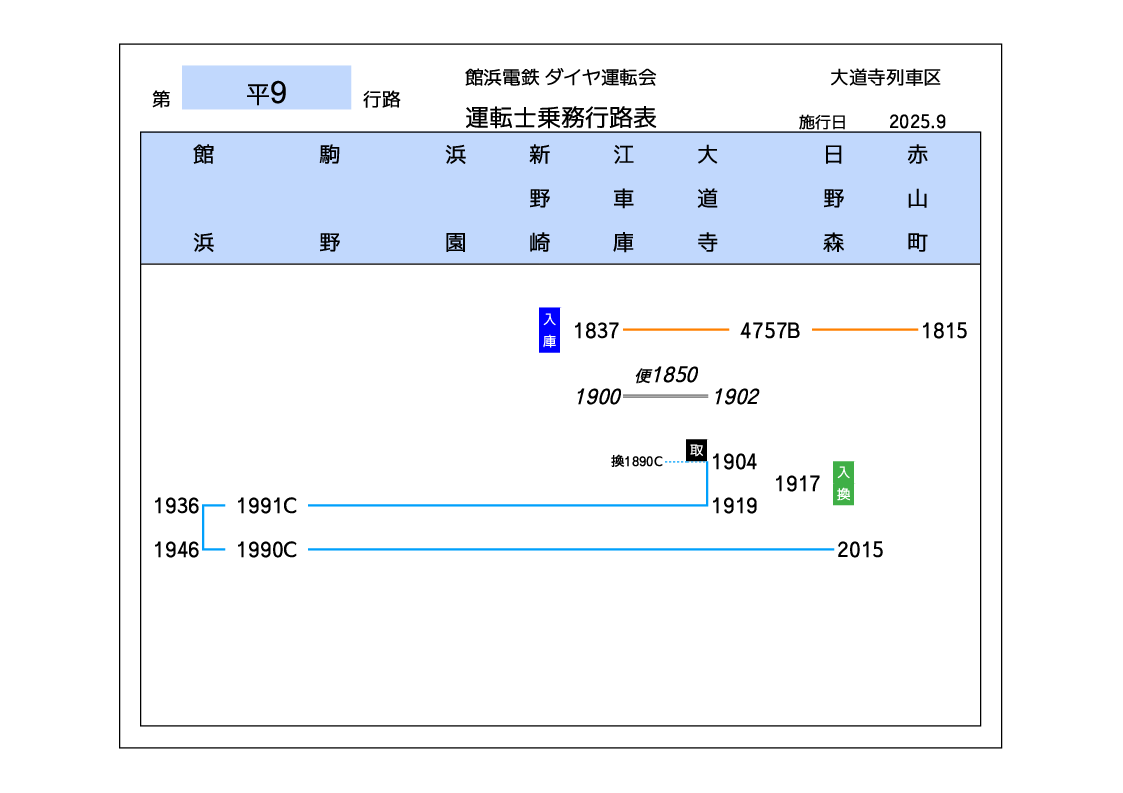 館浜電鉄 ダイヤ運転会
大道寺列車区
第 平9 行路
運転士乗務行路表
施行日 2025.9
館浜
駒野
浜園
新野崎
江車庫
大道寺
日野森
赤山町
入庫 1837 4757B 1815
便1850
1900 1902
取
換1890C 1904
1917 入換
1936 1991C 1919
1946 1990C 2015